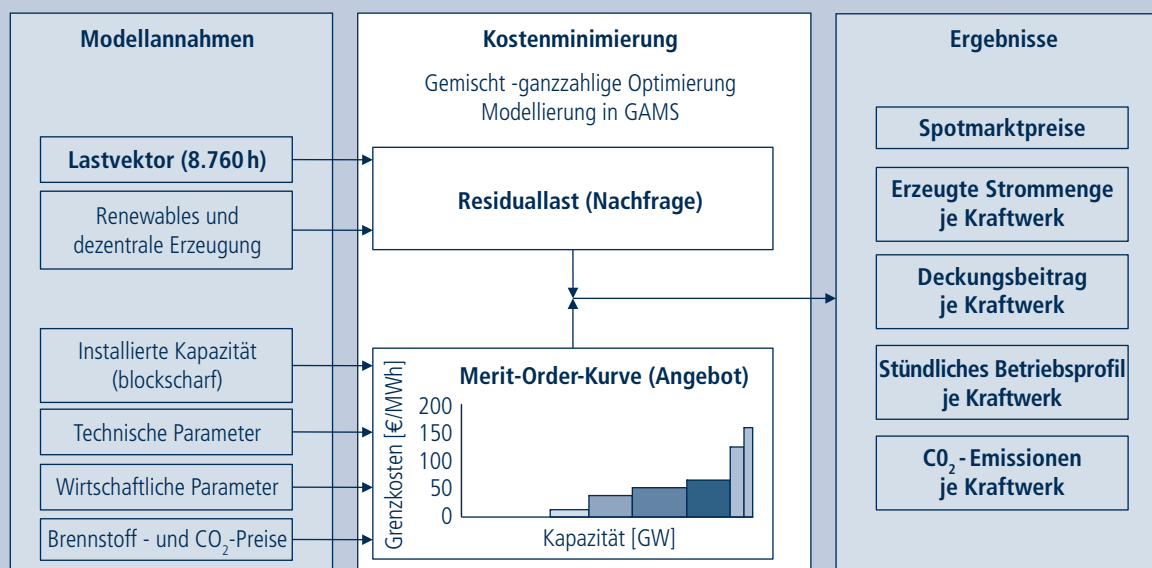 Modellannahmen
Lastvektor (8.760 h)
Renewables und
dezentrale Erzeugung
Installierte Kapazität
(blockscharf)
Technische Parameter
Wirtschaftliche Parameter
Brennstoff - und CO₂-Preise
Kostenminimierung
Gemischt -ganzzahlige Optimierung
Modellierung in GAMS
Residuallast (Nachfrage)
Merit-Order-Kurve (Angebot)
Grenzkosten [€/MWh]
200
150
100
50
0
Kapazität [GW]
Ergebnisse
Spotmarktpreise
Erzeugte Strommenge
je Kraftwerk
Deckungsbeitrag
je Kraftwerk
Stündliches Betriebsprofil
je Kraftwerk
C0₂ - Emissionen
je Kraftwerk